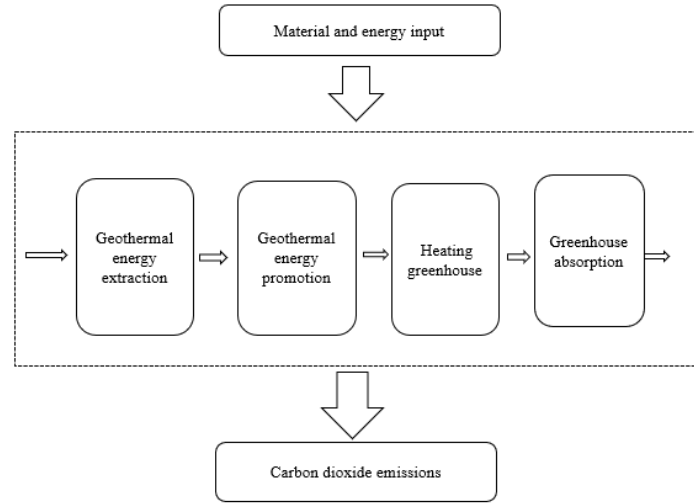 Material and energy input
Geothermal
energy
extraction
Geothermal
energy
promotion
Heating
greenhouse
Greenhouse
absorption
Carbon dioxide emissions